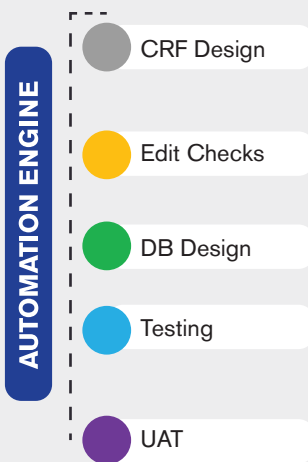 AUTOMATION ENGINE
CRF Design
Edit Checks
DB Design
Testing
UAT